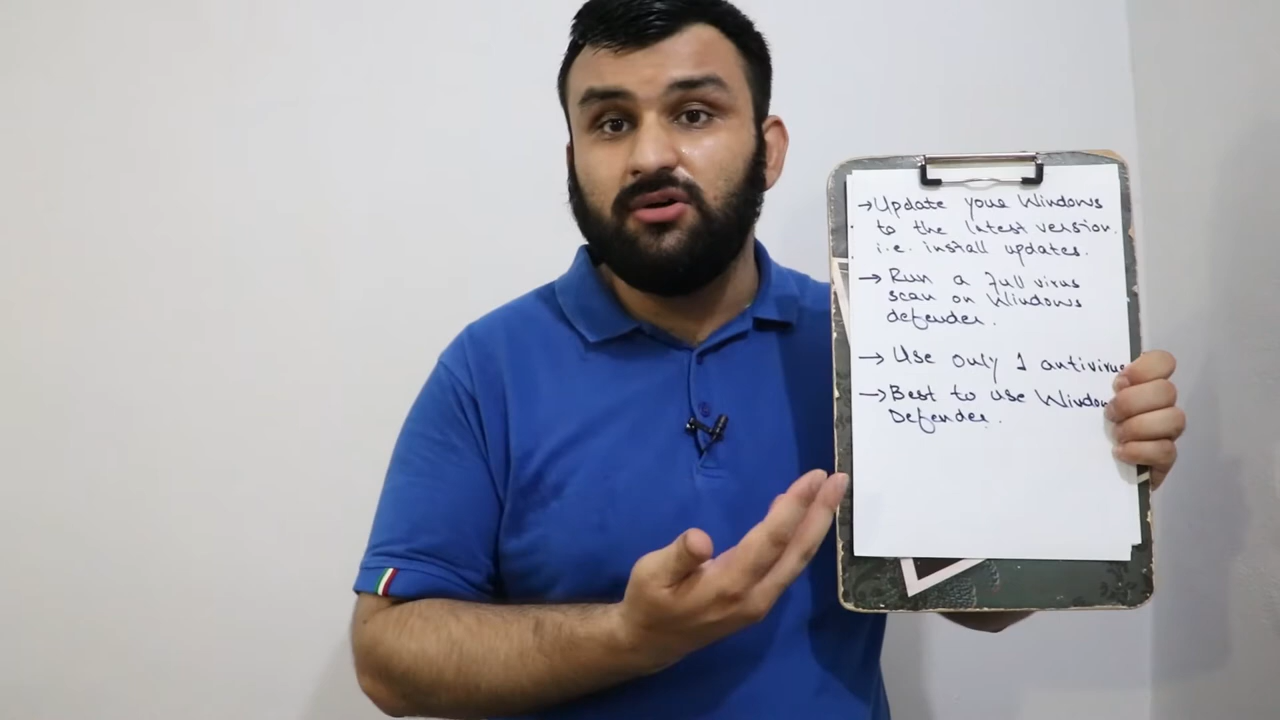 →Update your Windows
to the latest version.
i.e. install updates.
→ Run a full virus
scan on Windows
defender.
→ Use only 1 antivirus
→ Best to use Window
Defender.